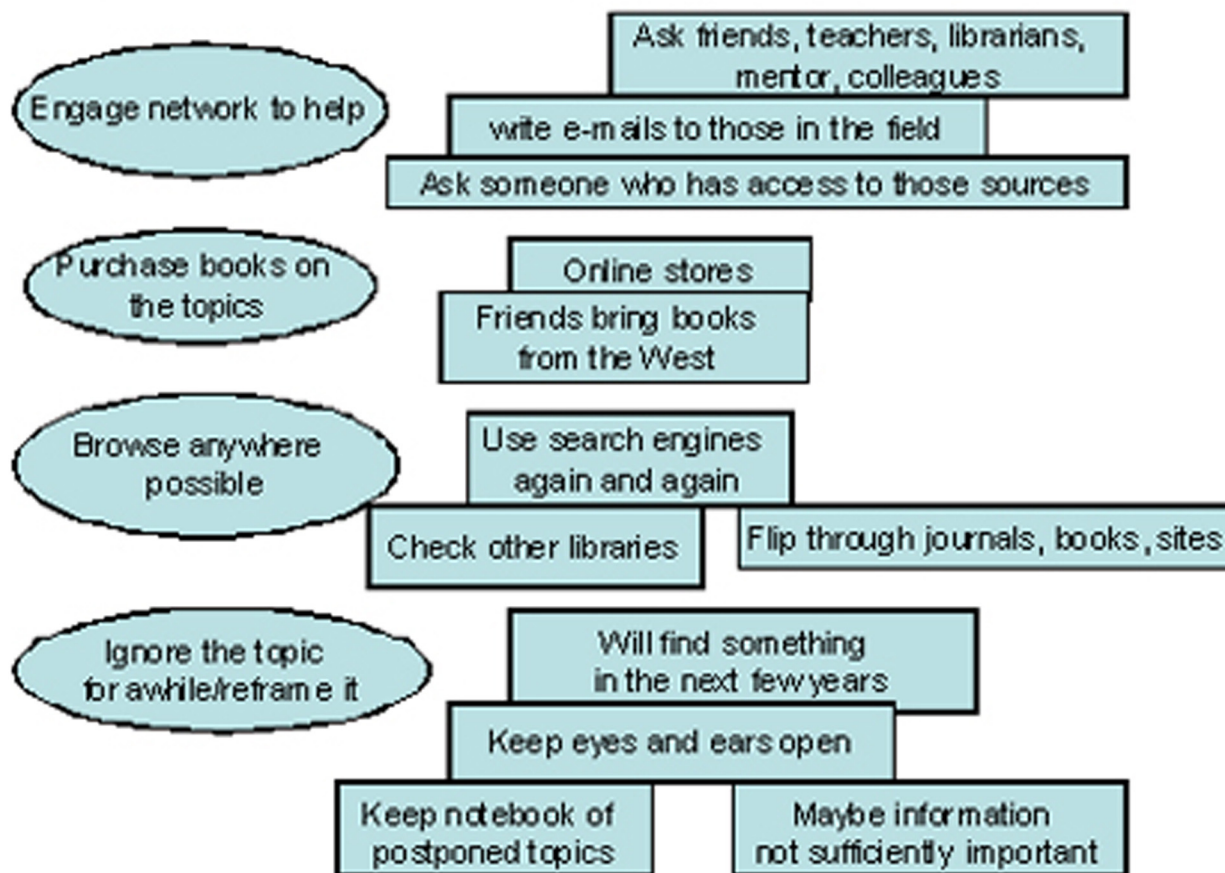 Ask friends, teachers, librarians,
mentor, colleagues
Engage network to help
write e-mails to those in the field
Ask someone who has access to those sources
Purchase books on
the topics
Online stores
Friends bring books
from the West
Browse anywhere
possible
Use search engines
again and again
Check other libraries
Flip through journals, books, sites
Ignore the topic
for awhile/reframe it
Will find something
in the next few years
Keep eyes and ears open
Keep notebook of
postponed topics
Maybe information
not sufficiently important